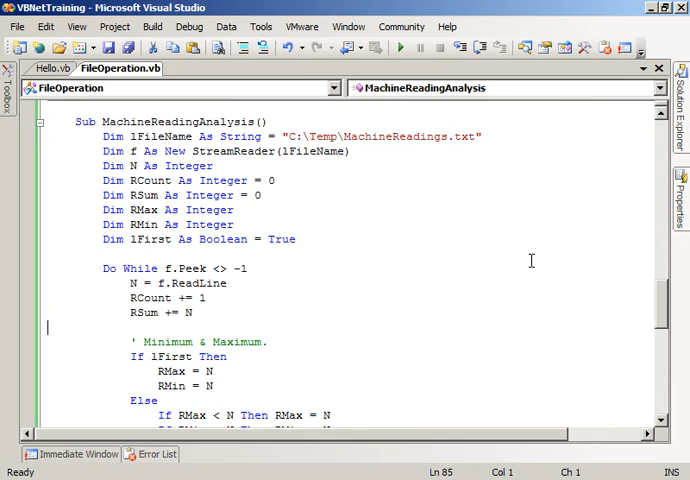 VBNetTraining - Microsoft Visual Studio
File Edit View Project Build Debug Data Tools VMware Window Community Help
Hello.vb FileOperation.vb
FileOperation MachineReadingAnalysis
Toolbox
Solution Explorer
Properties
Sub MachineReadingAnalysis()
Dim lFileName As String = "C:\Temp\MachineReadings.txt"
Dim f As New StreamReader(lFileName)
Dim N As Integer
Dim RCount As Integer = 0
Dim RSum As Integer = 0
Dim RMax As Integer
Dim RMin As Integer
Dim lFirst As Boolean = True
Do While f.Peek <> -1
N = f.ReadLine
RCount += 1
RSum += N
' Minimum & Maximum.
If lFirst Then
RMax = N
RMin = N
Else
If RMax < N Then RMax = N
Immediate Window Error List
Ready Ln 85 Col 1 Ch 1 INS